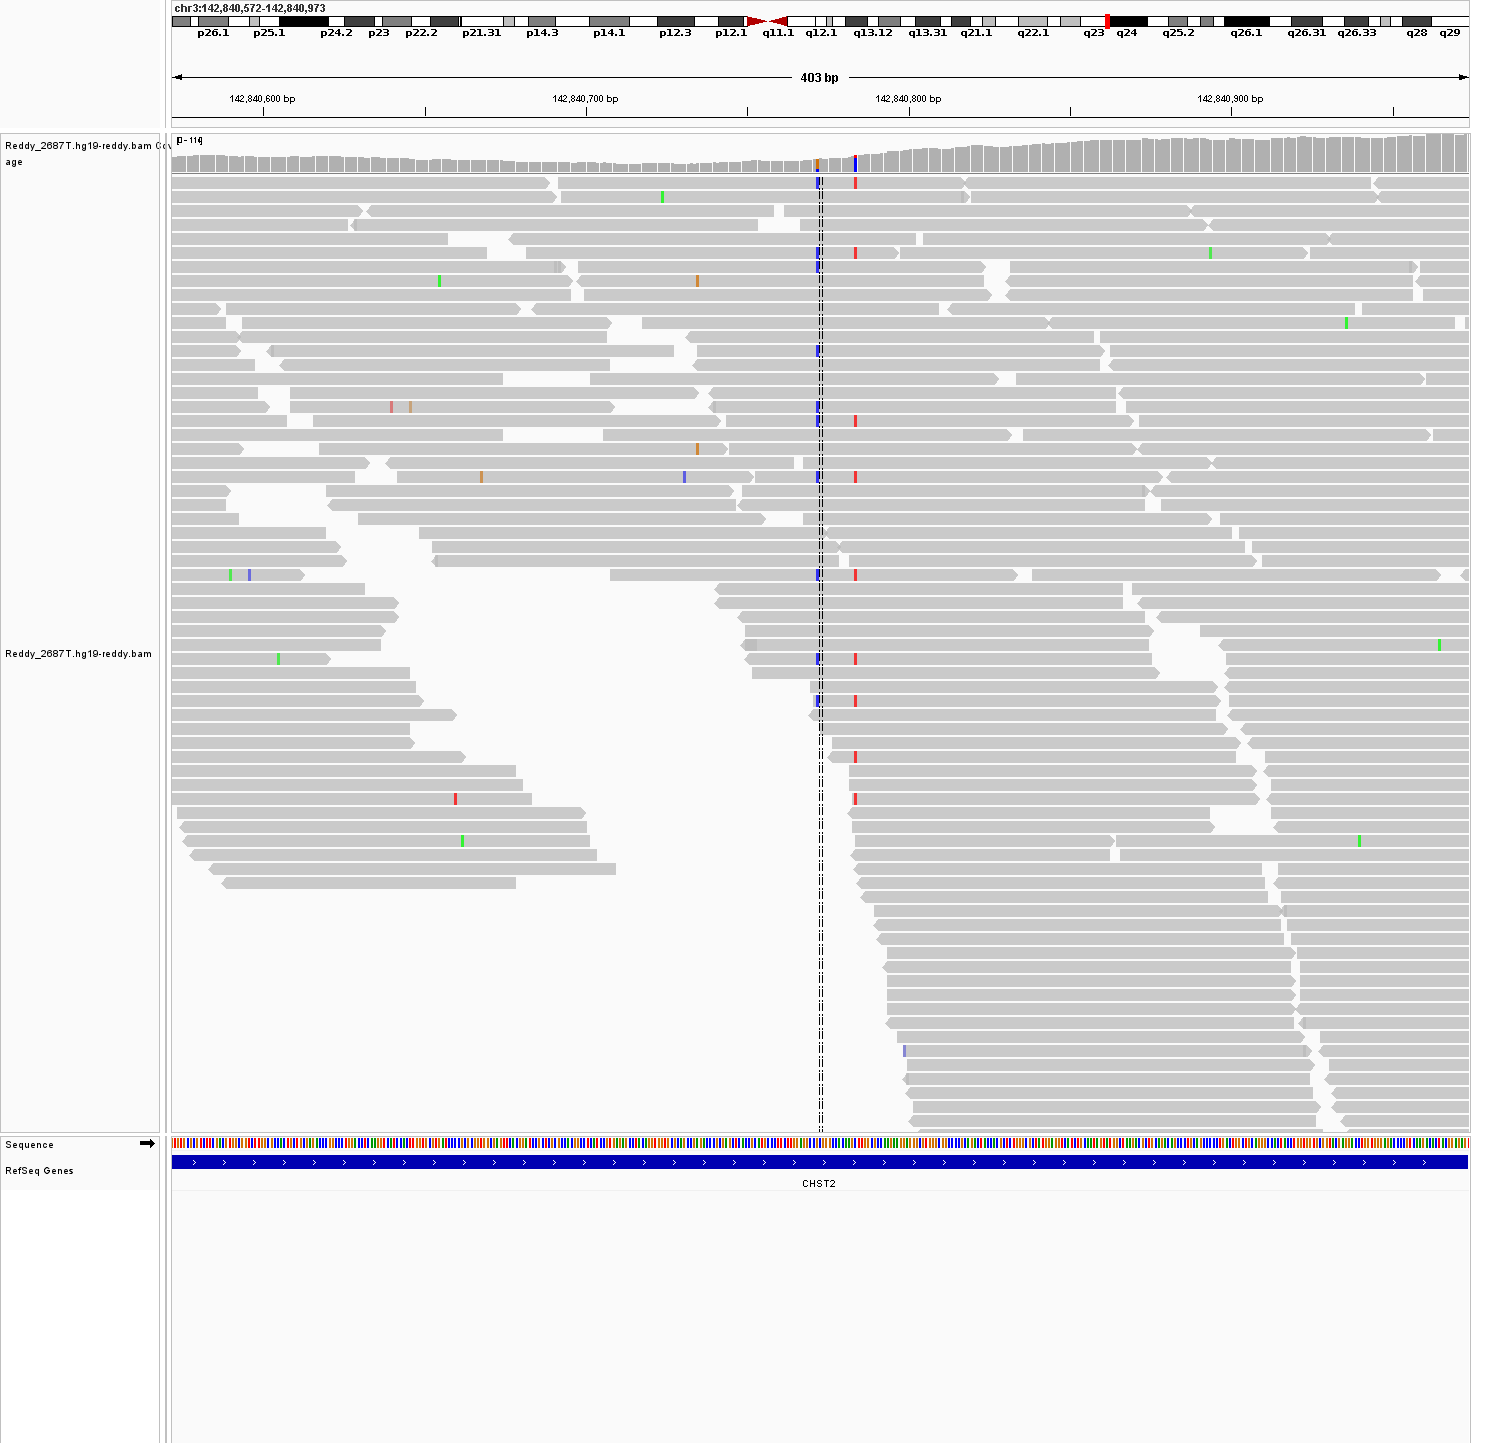 chr3:142,840,572-142,840,973
p26.1 p25.1 p24.2 p23 p22.2 p21.31 p14.3 p14.1 p12.3 p12.1 q11.1 q12.1 q13.12 q13.31 q21.1 q22.1 q23 q24 q25.2 q26.1 q26.31 q26.33 q28 q29
403 bp
142,840,600 bp 142,840,700 bp 142,840,800 bp 142,840,900 bp
Reddy_2687T.hg19-reddy.bam Cov
age
Reddy_2687T.hg19-reddy.bam
Sequence
RefSeq Genes
CHST2